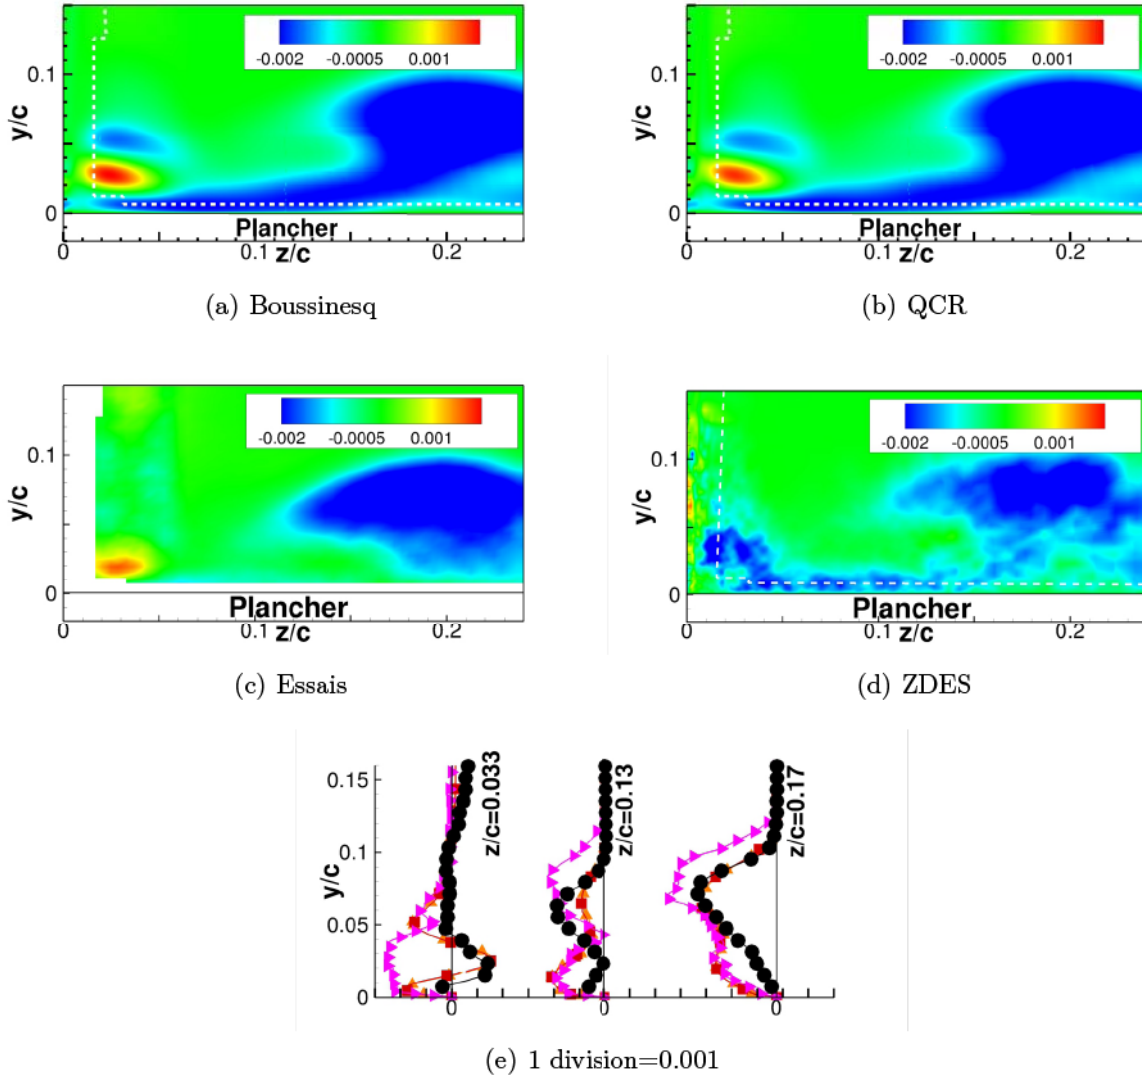 -0.002 -0.0005 0.001
0.1
y/c
0
Plancher
0 0.1 z/c 0.2
(a) Boussinesq
-0.002 -0.0005 0.001
0.1
y/c
0
Plancher
0 0.1 z/c 0.2
(b) QCR
-0.002 -0.0005 0.001
0.1
y/c
0
Plancher
0 0.1 z/c 0.2
(c) Essais
-0.002 -0.0005 0.001
0.1
y/c
0
Plancher
0 0.1 z/c 0.2
(d) ZDES
0.15
0.1
y/c
0.05
0
z/c=0.033
z/c=0.13
z/c=0.17
0 0 0
(e) 1 division=0.001